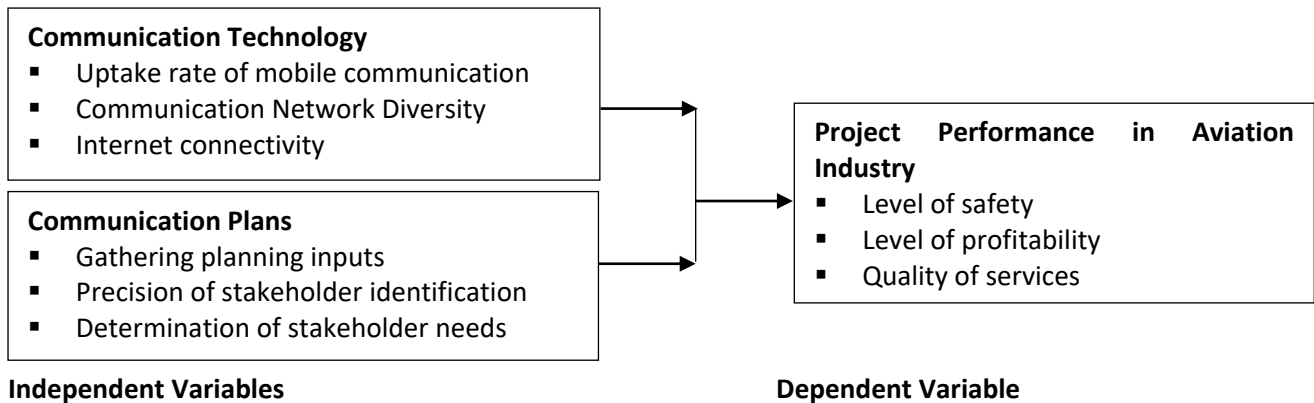 Communication Technology
▪ Uptake rate of mobile communication
▪ Communication Network Diversity
▪ Internet connectivity
Communication Plans
▪ Gathering planning inputs
▪ Precision of stakeholder identification
▪ Determination of stakeholder needs
Project Performance in Aviation
Industry
▪ Level of safety
▪ Level of profitability
▪ Quality of services
Independent Variables
Dependent Variable